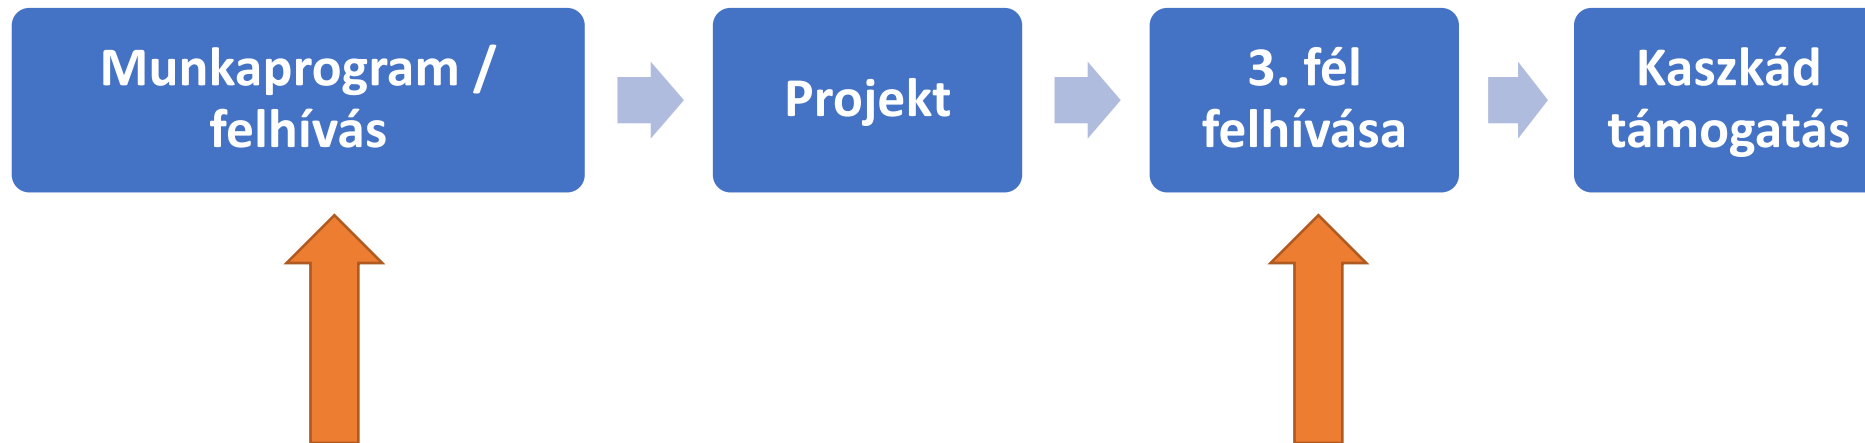 Munkaprogram /
felhívás
Projekt
3. fél
felhívása
Kaszkád
támogatás